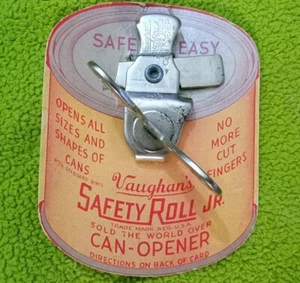 SAFE EASY
OPENS ALL
SIZES AND
SHAPES OF
CANS
NO
MORE
CUT
FINGERS
Vaughan's
SAFETY ROLL JR.
TRADE MARK REG. U.S.A.
SOLD THE WORLD OVER
CAN-OPENER
DIRECTIONS ON BACK OF CARD